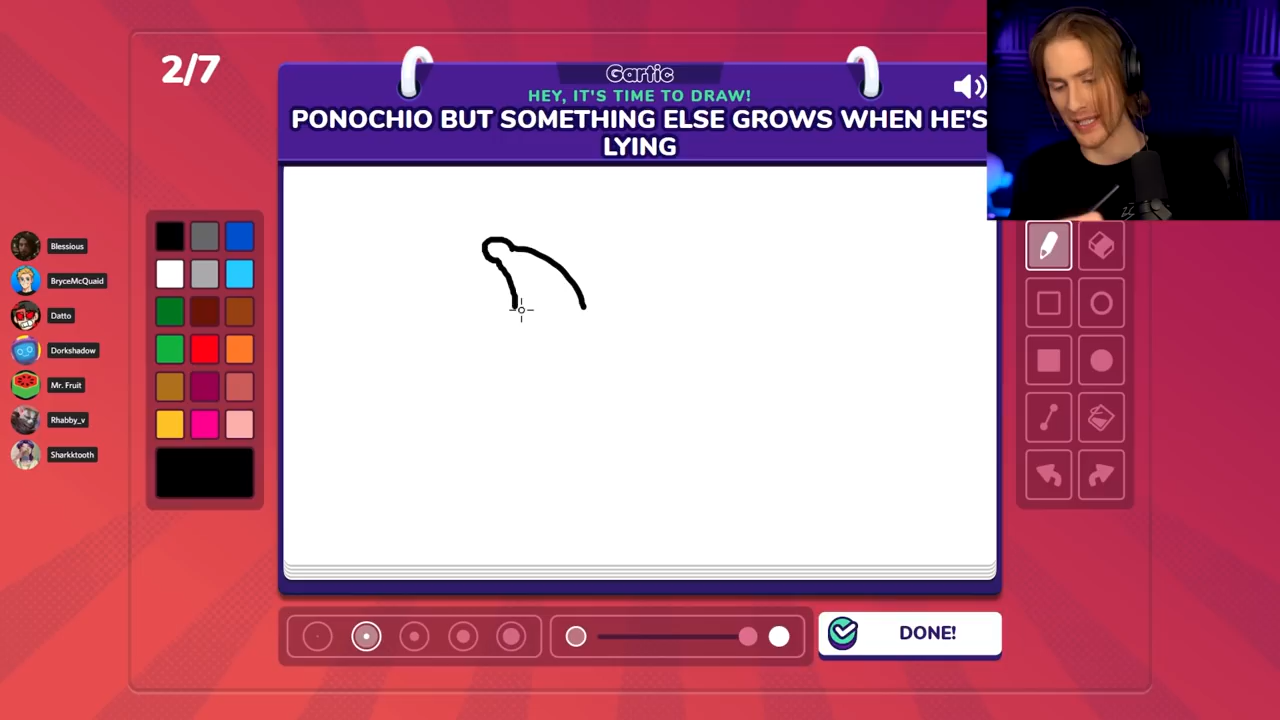 2/7
Gartic
HEY, IT'S TIME TO DRAW!
PONOCHIO BUT SOMETHING ELSE GROWS WHEN HE'S
LYING
Blessious
BryceMcQuaid
Datto
Dorkshadow
Mr. Fruit
Rhabby_v
Sharkktooth
DONE!